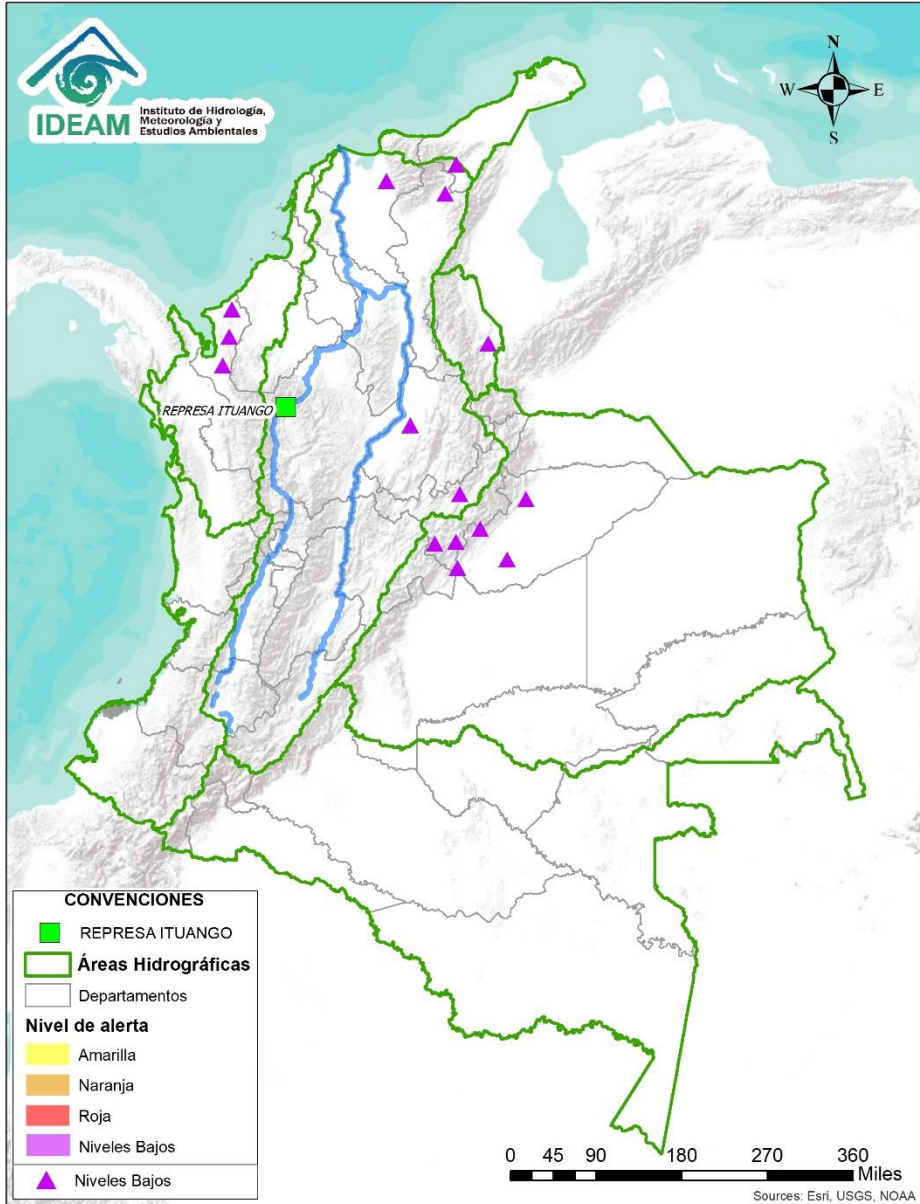 IDEAM
Instituto de Hidrología,
Meteorología y
Estudios Ambientales
N
W
E
S
REPRESA ITUANGO
CONVENCIONES
REPRESA ITUANGO
Áreas Hidrográficas
Departamentos
Nivel de alerta
Amarilla
Naranja
Roja
Niveles Bajos
Niveles Bajos
0 45 90 180 270 360
Miles
Sources: Esri, USGS, NOAA